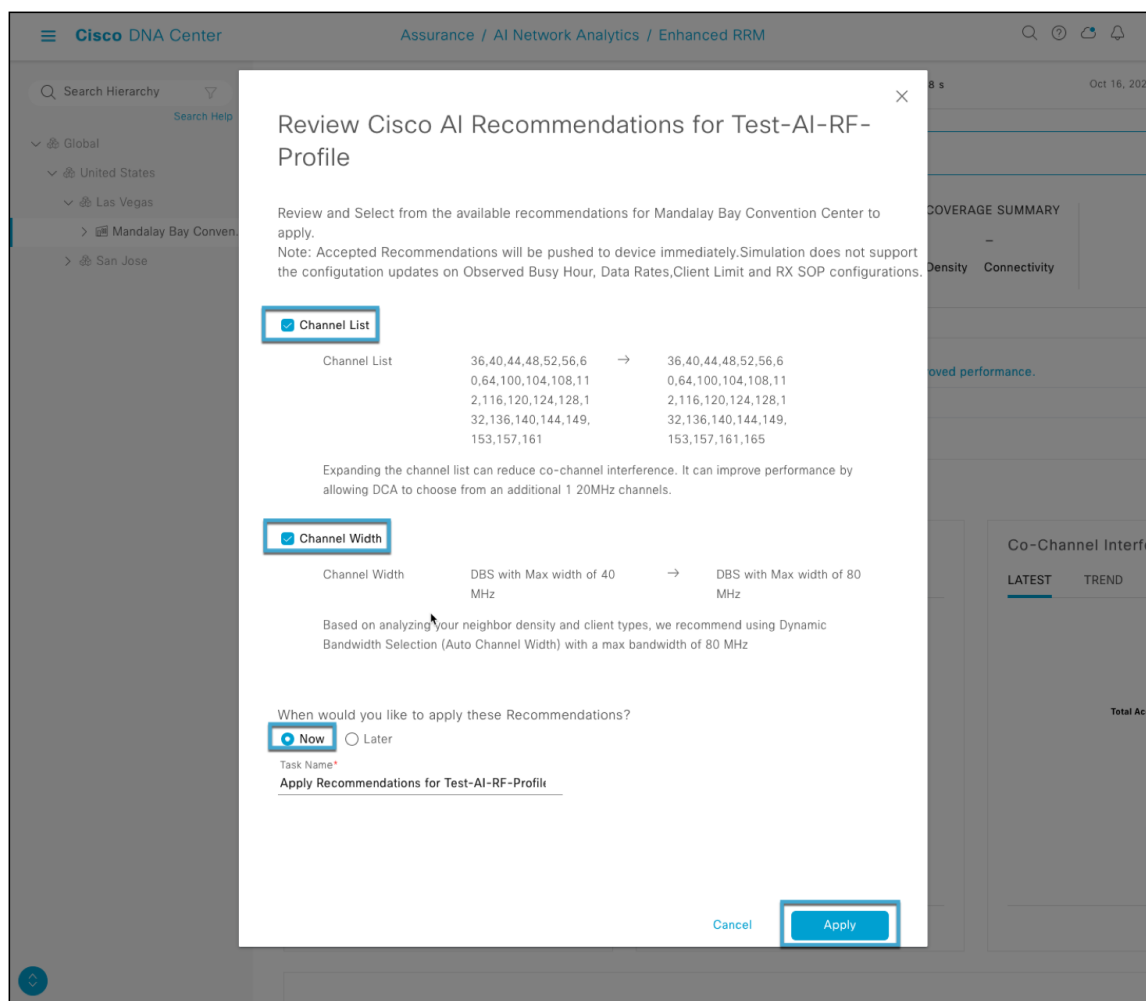 Cisco DNA Center
Assurance / AI Network Analytics / Enhanced RRM
Search Hierarchy
Search Help
Global
United States
Las Vegas
Mandalay Bay Conven.
San Jose
8 s
Oct 16, 202
COVERAGE SUMMARY
–
Density Connectivity
oved performance.
Co-Channel Interfe
LATEST TREND
Total Ac
Review Cisco AI Recommendations for Test-AI-RF-
Profile
Review and Select from the available recommendations for Mandalay Bay Convention Center to
apply.
Note: Accepted Recommendations will be pushed to device immediately.Simulation does not support
the configutation updates on Observed Busy Hour, Data Rates,Client Limit and RX SOP configurations.
Channel List
Channel List 36,40,44,48,52,56,6 → 36,40,44,48,52,56,6
0,64,100,104,108,11 0,64,100,104,108,11
2,116,120,124,128,1 2,116,120,124,128,1
32,136,140,144,149, 32,136,140,144,149,
153,157,161 153,157,161,165
Expanding the channel list can reduce co-channel interference. It can improve performance by
allowing DCA to choose from an additional 1 20MHz channels.
Channel Width
Channel Width DBS with Max width of 40 → DBS with Max width of 80
MHz MHz
Based on analyzing your neighbor density and client types, we recommend using Dynamic
Bandwidth Selection (Auto Channel Width) with a max bandwidth of 80 MHz
When would you like to apply these Recommendations?
Now Later
Task Name*
Apply Recommendations for Test-AI-RF-Profile
Cancel Apply